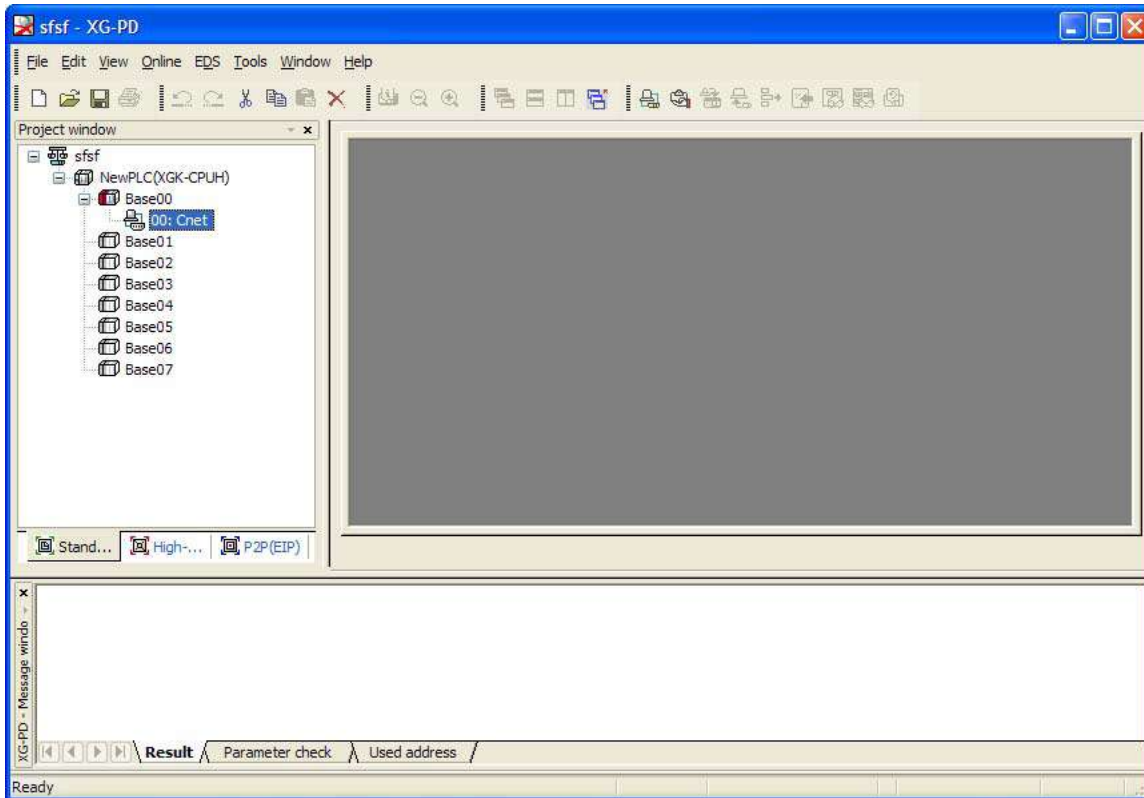 sfsf - XG-PD
File Edit View Online EDS Tools Window Help
Project window
sfsf
NewPLC(XGK-CPUH)
Base00
00: Cnet
Base01
Base02
Base03
Base04
Base05
Base06
Base07
Stand... High-... P2P(EIP)
XG-PD - Message windo
Result Parameter check Used address
Ready